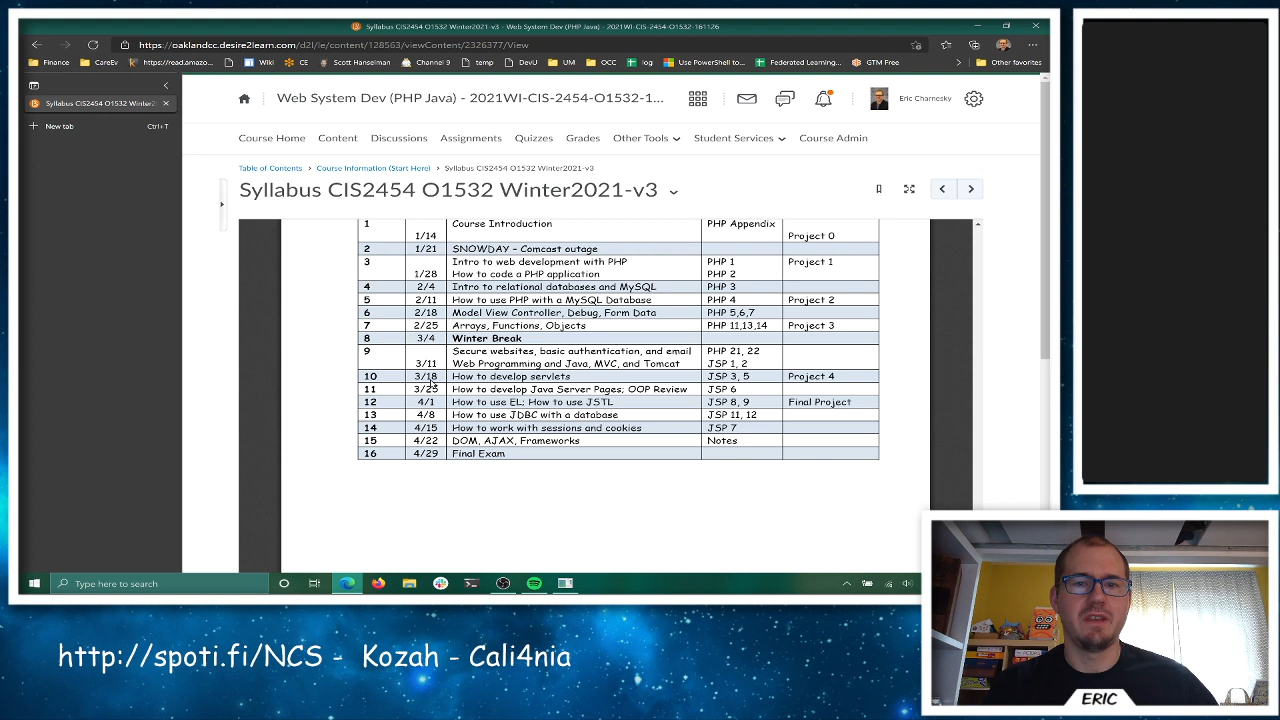 Syllabus CIS2454 O1532 Winter2021-v3 - Web System Dev (PHP Java) - 2021WI-CIS-2454-O1532-161126
https://oaklandcc.desire2learn.com/d2l/le/content/128563/viewContent/2326377/View
Finance CareEv https://read.amazo... Wiki CE Scott Hanselman Channel 9 temp DevU UM OCC log Use PowerShell to... Federated Learning... GTM Free Other favorites
Syllabus CIS2454 O1532 Winter2
New tab Ctrl+T
Web System Dev (PHP Java) - 2021WI-CIS-2454-O1532-1...
Eric Charnesky
Course Home Content Discussions Assignments Quizzes Grades Other Tools Student Services Course Admin
Table of Contents > Course Information (Start Here) > Syllabus CIS2454 O1532 Winter2021-v3
Syllabus CIS2454 O1532 Winter2021-v3
1 Course Introduction PHP Appendix
1/14 Project 0
2 1/21 SNOWDAY – Comcast outage
3 Intro to web development with PHP PHP 1 Project 1
1/28 How to code a PHP application PHP 2
4 2/4 Intro to relational databases and MySQL PHP 3
5 2/11 How to use PHP with a MySQL Database PHP 4 Project 2
6 2/18 Model View Controller, Debug, Form Data PHP 5,6,7
7 2/25 Arrays, Functions, Objects PHP 11,13,14 Project 3
8 3/4 Winter Break
9 Secure websites, basic authentication, and email PHP 21, 22
3/11 Web Programming and Java, MVC, and Tomcat JSP 1, 2
10 3/18 How to develop servlets JSP 3, 5 Project 4
11 3/25 How to develop Java Server Pages; OOP Review JSP 6
12 4/1 How to use EL; How to use JSTL JSP 8, 9 Final Project
13 4/8 How to use JDBC with a database JSP 11, 12
14 4/15 How to work with sessions and cookies JSP 7
15 4/22 DOM, AJAX, Frameworks Notes
16 4/29 Final Exam
Type here to search
http://spoti.fi/NCS - Kozah - Cali4nia
ERIC